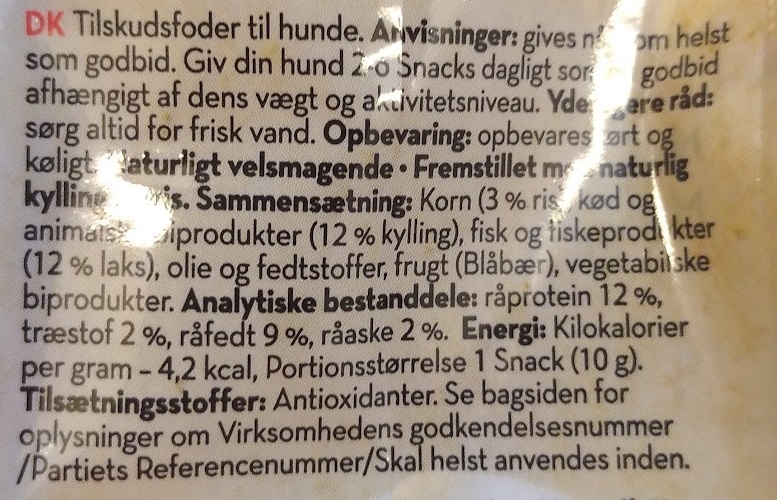 DK Tilskudsfoder til hunde. Anvisninger: gives helst
som godbid. Giv din hund Snacks dagligt som godbid
afhængigt af dens vægt og aktivitetsniveau. Yderligere råd:
sørg altid for frisk vand. Opbevaring: opbevares tørt og
køligt. Naturligt velsmagende • Fremstillet med naturlig
kylling ris. Sammensætning: Korn (3 % ris) kød og
animalske biprodukter (12 % kylling), fisk og fiskeprodukter
(12 % laks), olie og fedtstoffer, frugt (Blåbær), vegetabilske
biprodukter. Analytiske bestanddele: råprotein 12 %,
træstof 2 %, råfedt 9 %, råaske 2 %. Energi: Kilokalorier
per gram – 4,2 kcal, Portionsstørrelse 1 Snack (10 g).
Tilsætningsstoffer: Antioxidanter. Se bagsiden for
oplysninger om Virksomhedens godkendelsesnummer
/Partiets Referencenummer/Skal helst anvendes inden.